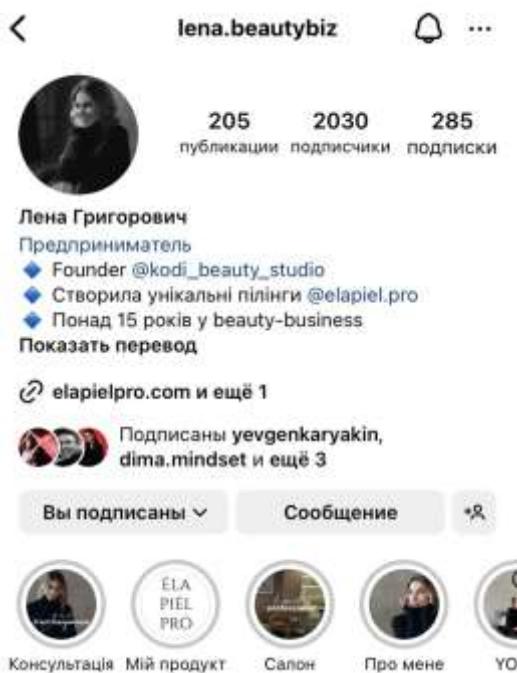 lena.beautybiz
205 2030 285
публикации подписчики подписки
Лена Григорович
Предприниматель
Founder @kodi_beauty_studio
Створила унікальні пілінги @elapiel.pro
Понад 15 років у beauty-business
Показать перевод
elapielpro.com и ещё 1
Подписаны yevgenkaryakin,
dima.mindset и ещё 3
Вы подписаны Сообщение
ELA
PIEL
PRO
Консультація Мій продукт Салон Про мене YO